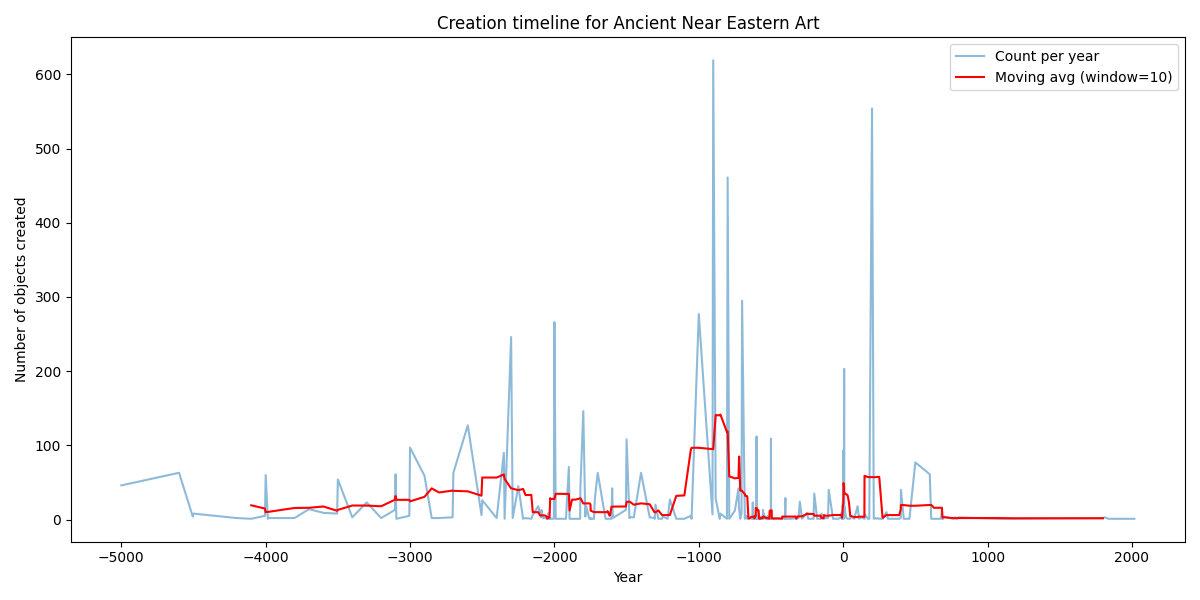 Creation timeline for Ancient Near Eastern Art
Count per year
Moving avg (window=10)
Number of objects created
600
500
400
300
200
100
0
−5000 −4000 −3000 −2000 −1000 0 1000 2000
Year